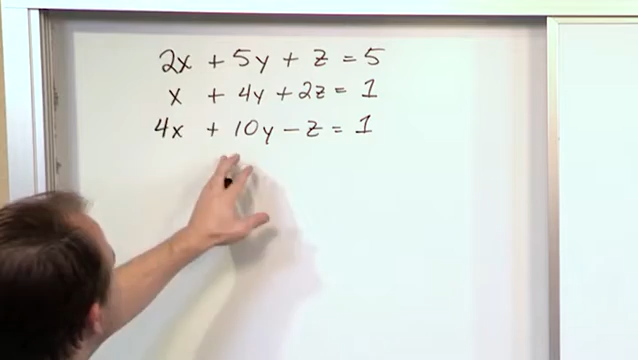 2x + 5y + z = 5
x + 4y + 2z = 1
4x + 10y - z = 1